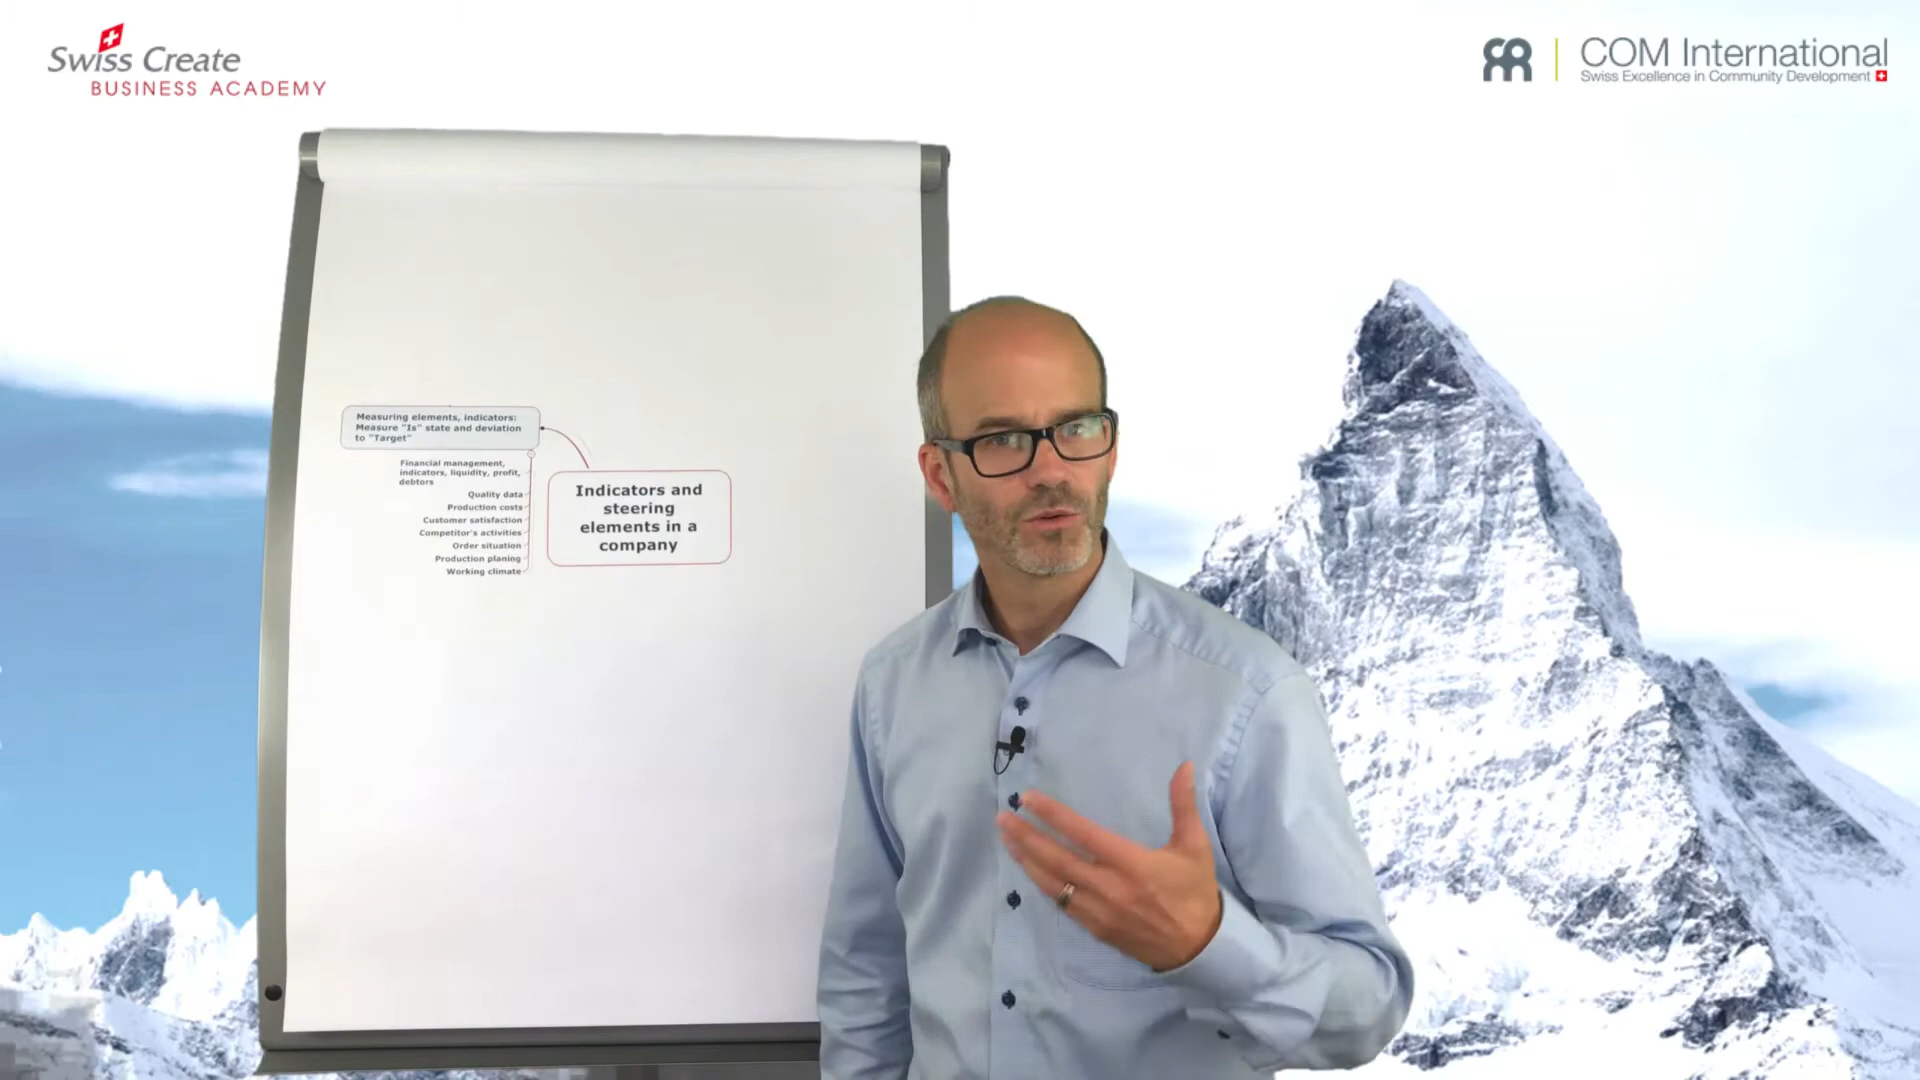 Swiss Create
BUSINESS ACADEMY
COM International
Swiss Excellence in Community Development
Measuring elements, indicators:
Measure "Is" state and deviation
to "Target"
Financial management,
indicators, liquidity, profit,
debtors
Quality data
Production costs
Customer satisfaction
Competitor's activities
Order situation
Production planing
Working climate
Indicators and
steering
elements in a
company